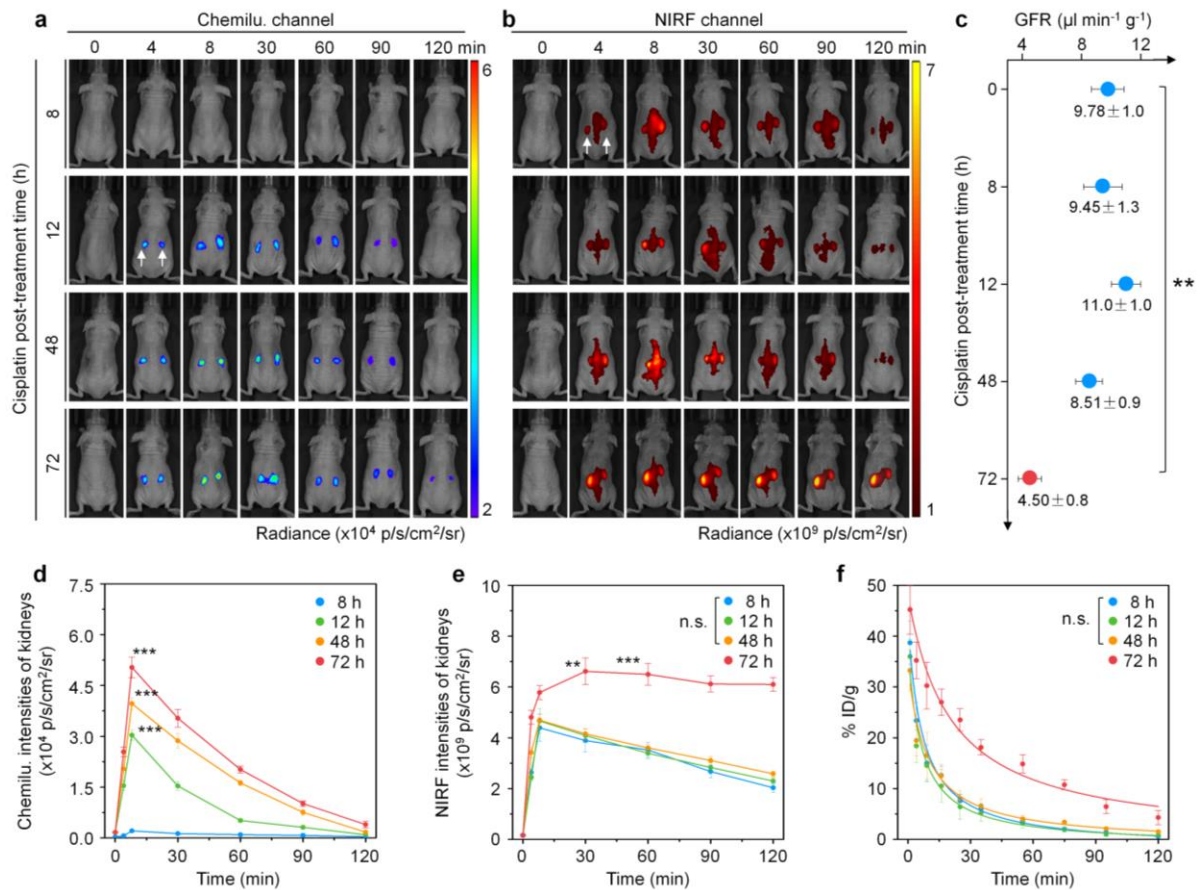 a
Chemilu. channel
0 4 8 30 60 90 120 min
Cisplatin post-treatment time (h)
8
12
48
72
6
2
Radiance (x10⁴ p/s/cm²/sr)
b
NIRF channel
0 4 8 30 60 90 120 min
7
1
Radiance (x10⁹ p/s/cm²/sr)
c
GFR (µl min⁻¹ g⁻¹)
4 8 11
Cisplatin post-treatment time (h)
0
9.78±1.0
8
9.45±1.3
12
11.0±1.0
**
48
8.51±0.9
72
4.50±0.8
d
Chemilu. intensities of kidneys
(x10⁴ p/s/cm²/sr)
7.5
6.0
4.5
3.0
1.5
0.0
8 h
12 h
48 h
72 h
***
***
***
0 30 60 90 120
Time (min)
e
NIRF intensities of kidneys
(x10⁹ p/s/cm²/sr)
10
8
6
4
2
0
n.s.
8 h
12 h
48 h
72 h
**
***
0 30 60 90 120
Time (min)
f
% ID/g
50
40
30
20
10
0
n.s.
8 h
12 h
48 h
72 h
0 30 60 90 120
Time (min)